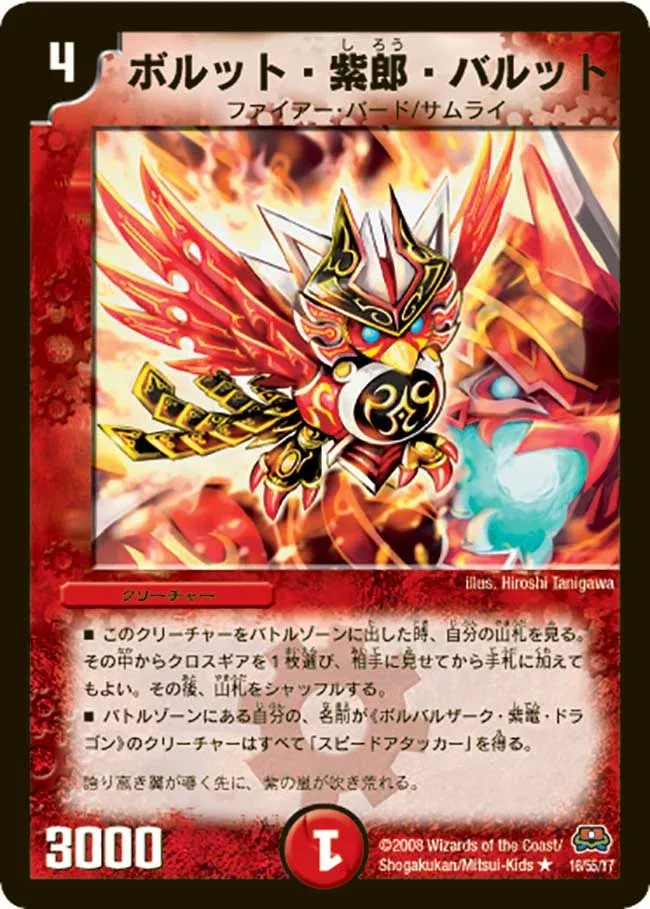 4
ボルット・紫郎・バルット
しろう
ファイアー・バード/サムライ
illus. Hiroshi Tanigawa
クリーチャー
■ このクリーチャーをバトルゾーンに出した時、自分の山札を見る。
その中からクロスギアを1枚選び、相手に見せてから手札に加えて
もよい。その後、山札をシャッフルする。
■ バトルゾーンにある自分の、名前が《ボルバルザーク・紫電・ドラ
ゴン》のクリーチャーはすべて「スピードアタッカー」を得る。
誇り高き翼が導く先に、紫の嵐が吹き荒れる。
3000
1
©2008 Wizards of the Coast/
Shogakukan/Mitsui-Kids ★
16/55/Y7